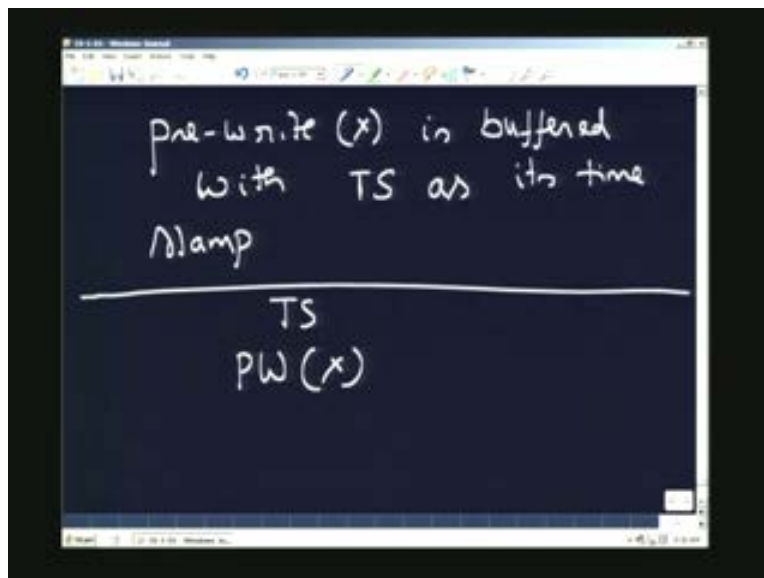 pre-write (x) is buffered
with TS as its time
stamp
TS
PW (x)